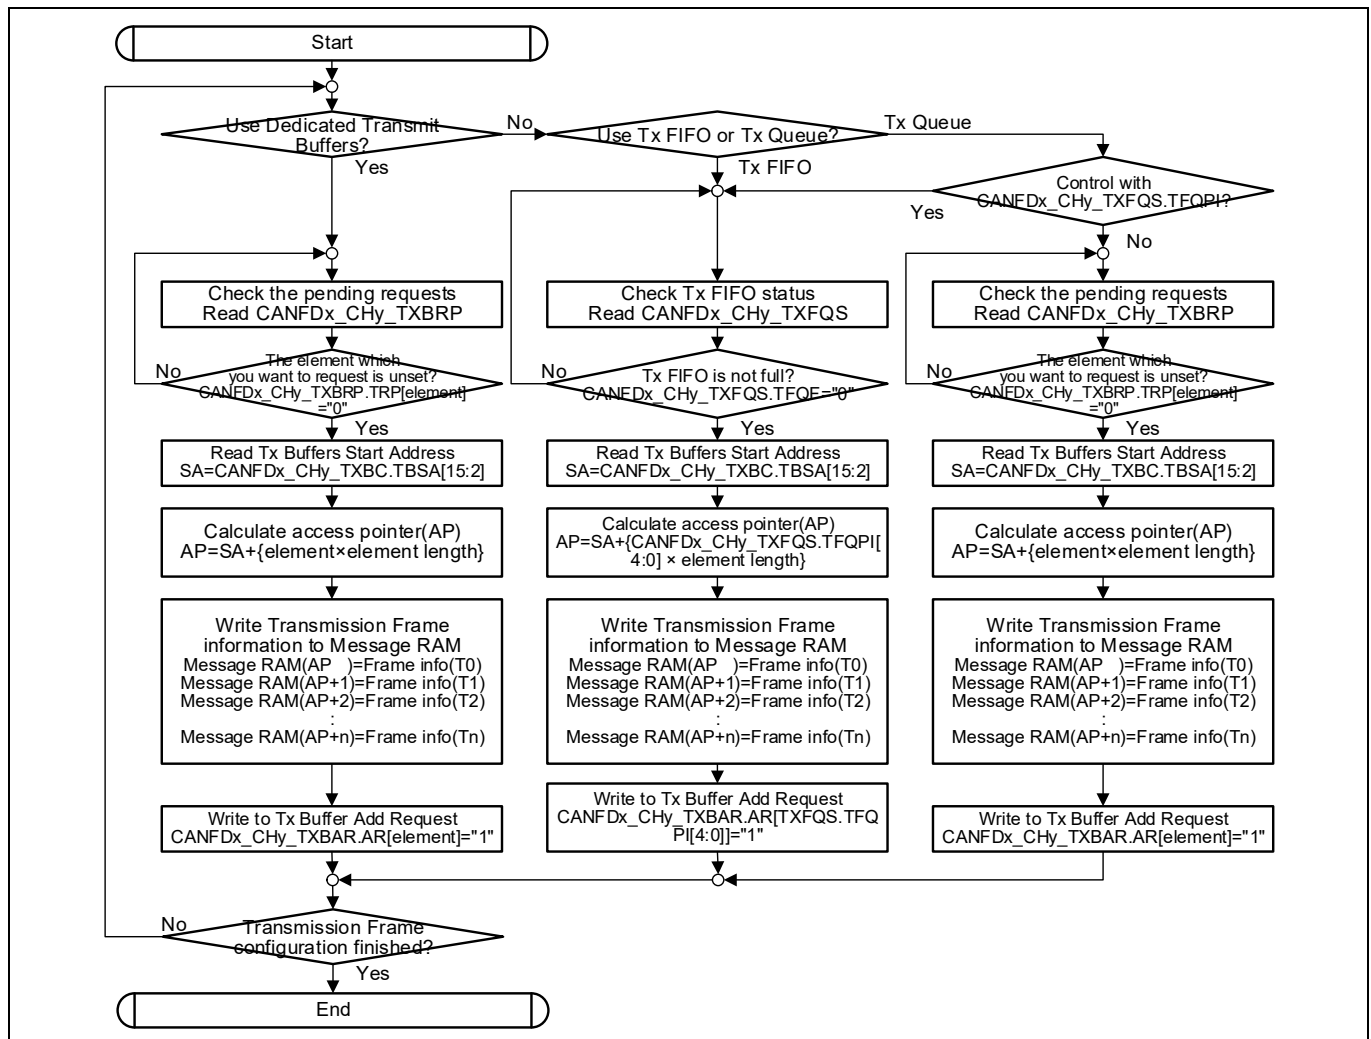 Start
Use Dedicated Transmit
Buffers?
No
Yes
Use Tx FIFO or Tx Queue?
Tx Queue
Tx FIFO
Control with
CANFDx_CHy_TXFQS.TFQPI?
Yes
No
Check the pending requests
Read CANFDx_CHy_TXBRP
Check Tx FIFO status
Read CANFDx_CHy_TXFQS
Check the pending requests
Read CANFDx_CHy_TXBRP
No
The element which
you want to request is unset?
CANFDx_CHy_TXBRP.TRP[element]
="0"
Yes
No
Tx FIFO is not full?
CANFDx_CHy_TXFQS.TFQF="0"
Yes
No
The element which
you want to request is unset?
CANFDx_CHy_TXBRP.TRP[element]
="0"
Yes
Read Tx Buffers Start Address
SA=CANFDx_CHy_TXBC.TBSA[15:2]
Read Tx Buffers Start Address
SA=CANFDx_CHy_TXBC.TBSA[15:2]
Read Tx Buffers Start Address
SA=CANFDx_CHy_TXBC.TBSA[15:2]
Calculate access pointer(AP)
AP=SA+{element×element length}
Calculate access pointer(AP)
AP=SA+{CANFDx_CHy_TXFQS.TFQPI[
4:0] × element length}
Calculate access pointer(AP)
AP=SA+{element×element length}
Write Transmission Frame
information to Message RAM
Message RAM(AP   )=Frame info(T0)
Message RAM(AP+1)=Frame info(T1)
Message RAM(AP+2)=Frame info(T2)
:
Message RAM(AP+n)=Frame info(Tn)
Write Transmission Frame
information to Message RAM
Message RAM(AP   )=Frame info(T0)
Message RAM(AP+1)=Frame info(T1)
Message RAM(AP+2)=Frame info(T2)
:
Message RAM(AP+n)=Frame info(Tn)
Write Transmission Frame
information to Message RAM
Message RAM(AP   )=Frame info(T0)
Message RAM(AP+1)=Frame info(T1)
Message RAM(AP+2)=Frame info(T2)
:
Message RAM(AP+n)=Frame info(Tn)
Write to Tx Buffer Add Request
CANFDx_CHy_TXBAR.AR[element]="1"
Write to Tx Buffer Add Request
CANFDx_CHy_TXBAR.AR[TXFQS.TFQ
PI[4:0]]="1"
Write to Tx Buffer Add Request
CANFDx_CHy_TXBAR.AR[element]="1"
No
Transmission Frame
configuration finished?
Yes
End